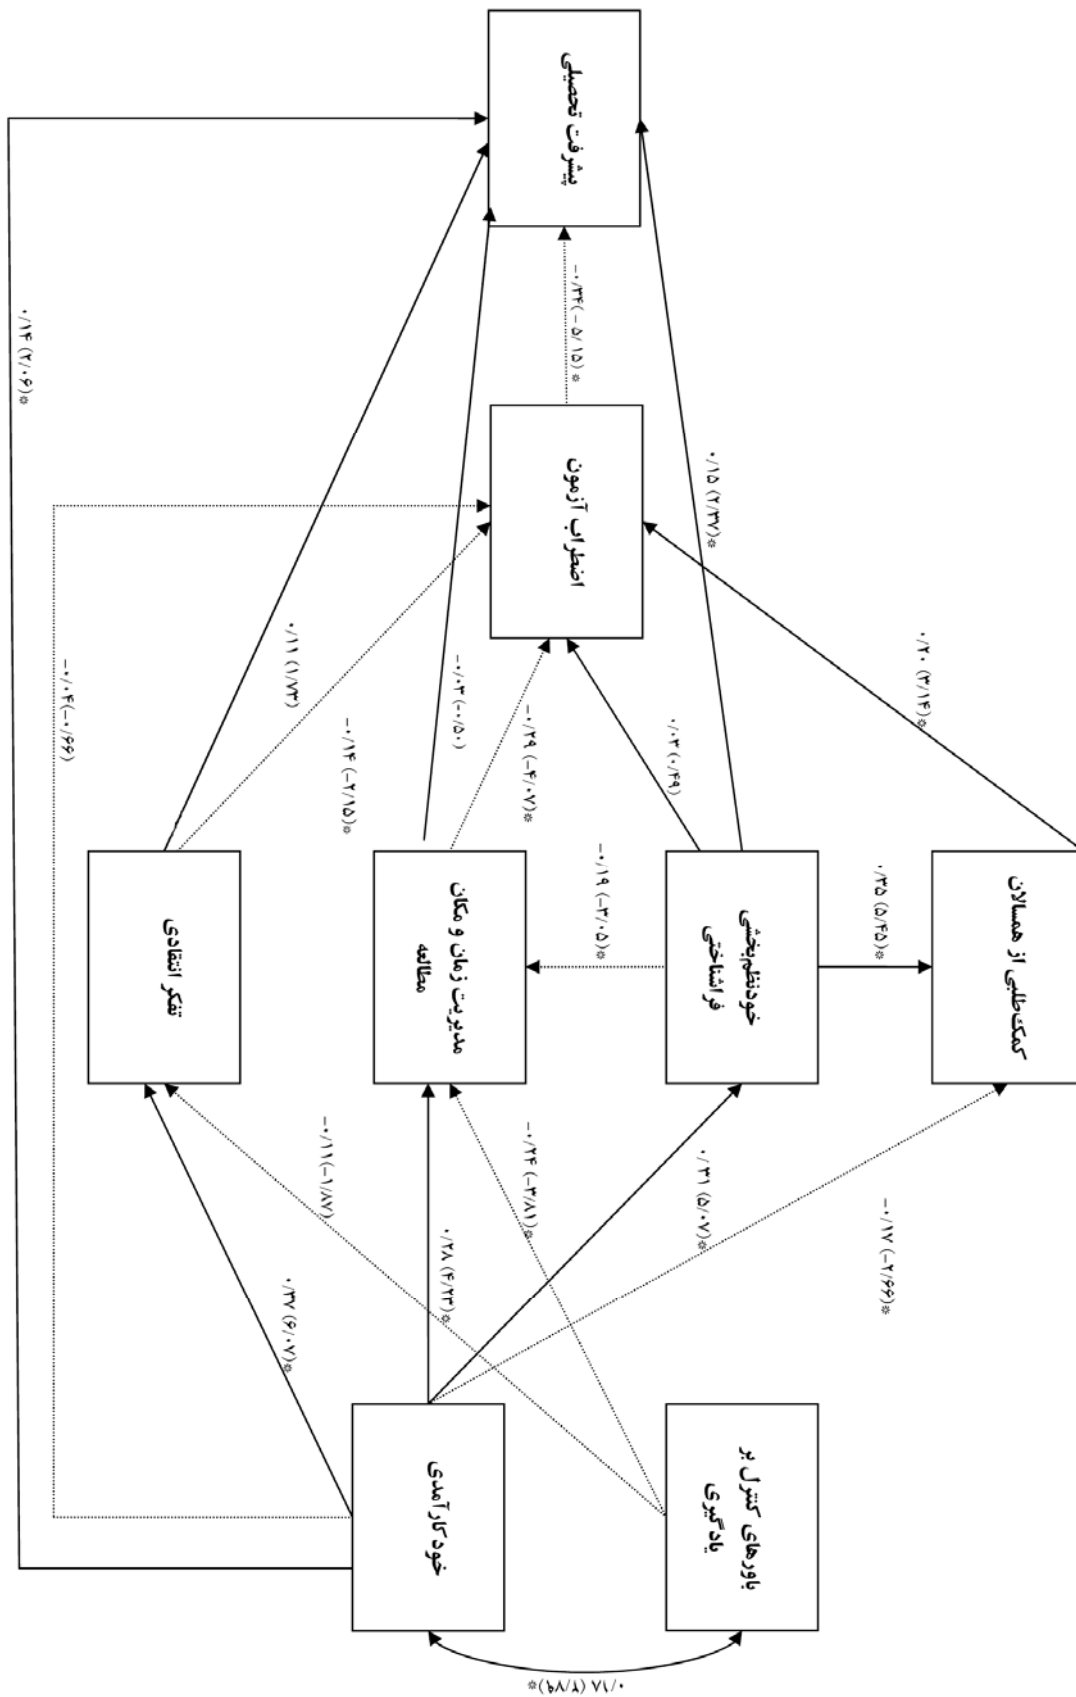 پیشرفت تحصیلی
اضطراب آزمون
کمک‌طلبی از همسالان
خودنظم‌بخشی
فراشناختی
مدیریت زمان و مکان
مطالعه
تفکر انتقادی
باورهای کنترل بر
یادگیری
خودکارآمدی
۰/۱۴ (۲/۰۶)*
-۰/۳۴(-۵/۱۵)*
۰/۱۵ (۲/۳۷)*
۰/۲۰ (۳/۱۴)*
۰/۰۳ (۰/۴۹)
-۰/۲۹ (-۴/۰۷)*
-۰/۰۳ (-۰/۵۰)
۰/۱۱ (۱/۷۳)
-۰/۱۴ (-۲/۱۵)*
-۰/۰۴(-۰/۶۶)
-۰/۱۹ (-۳/۰۵)*
۰/۳۵ (۵/۴۵)*
-۰/۱۷ (-۲/۶۶)*
۰/۳۱ (۵/۰۷)*
-۰/۲۴ (-۳/۸۱)*
-۰/۱۱(-۱/۸۷)
۰/۲۸ (۴/۲۳)*
۰/۳۷ (۶/۰۷)*
۰/۱۸ (۲/۷۹)*